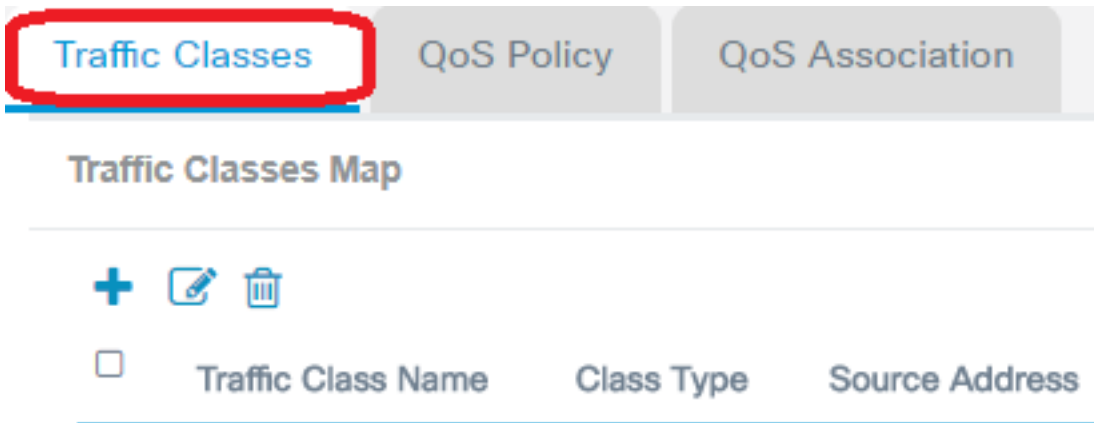 Traffic Classes QoS Policy QoS Association
Traffic Classes Map
Traffic Class Name Class Type Source Address